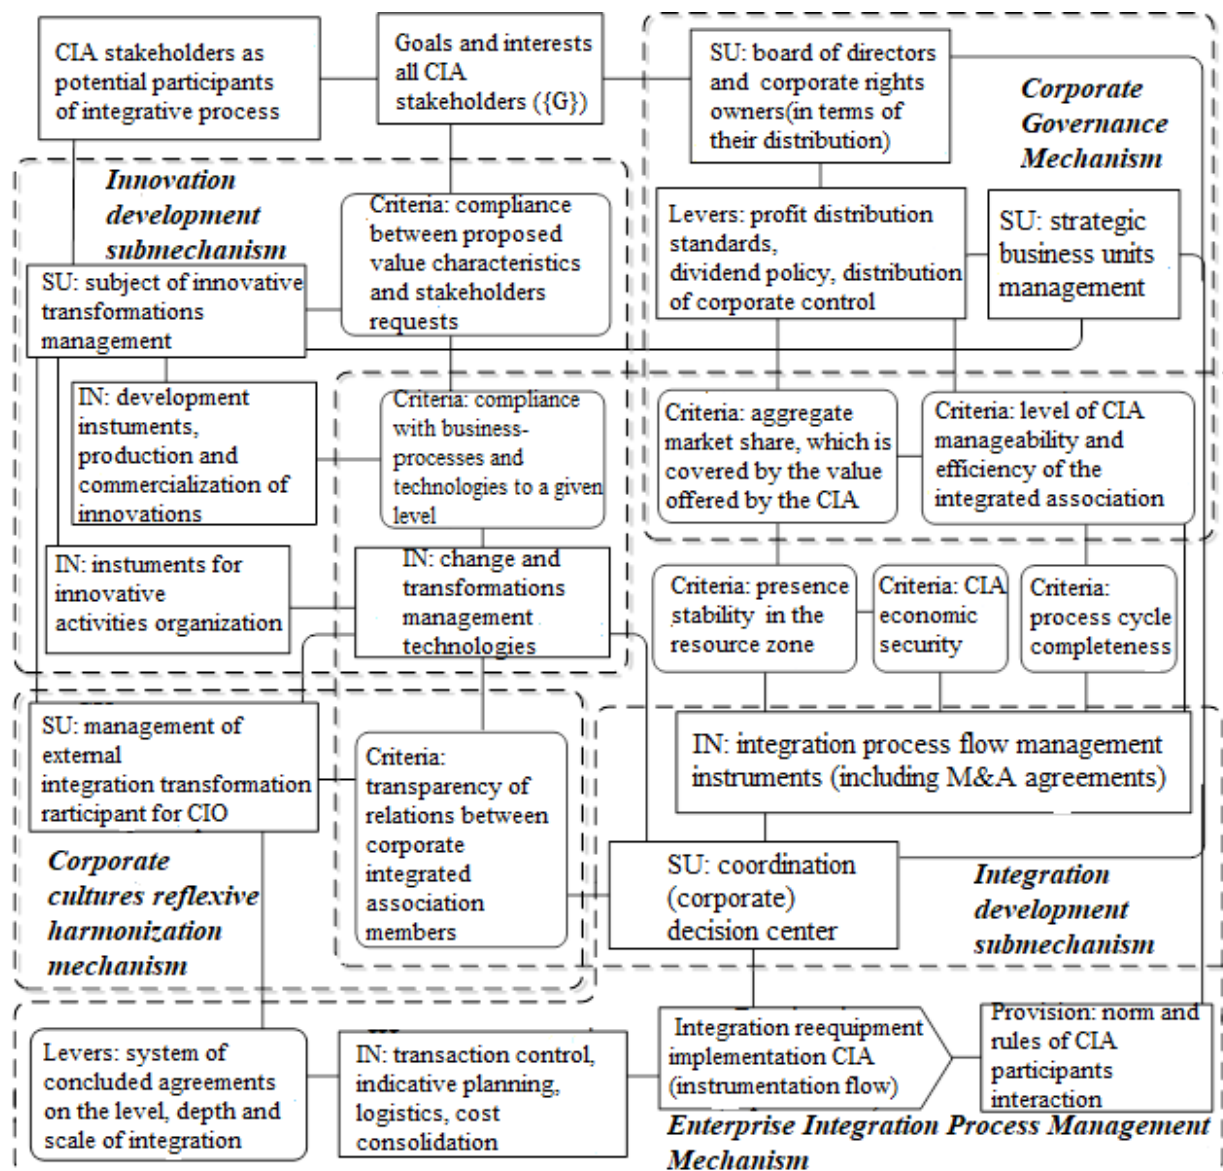 CIA stakeholders as
potential participants
of integrative process
Goals and interests
all CIA
stakeholders ({G})
SU: board of directors
and corporate rights
owners(in terms of
their distribution)
Corporate
Governance
Mechanism
Innovation
development
submechanism
Criteria: compliance
between proposed
value characteristics
and stakeholders
requests
Levers: profit distribution
standards,
dividend policy, distribution
of corporate control
SU: strategic
business units
management
SU: subject of innovative
transformations
management
IN: development
instuments,
production and
commercialization of
innovations
Criteria: compliance
with business-
processes and
technologies to a given
level
Criteria: aggregate
market share, which is
covered by the value
offered by the CIA
Criteria: level of CIA
manageability and
efficiency of the
integrated association
IN: instuments for
innovative
activities organization
IN: change and
transformations
management
technologies
Criteria: presence
stability in the
resource zone
Criteria: CIA
economic
security
Criteria:
process cycle
completeness
SU: management of
external
integration transformation
rarticipant for CIO
Criteria:
transparency of
relations between
corporate
integrated
association
members
IN: integration process flow management
instruments (including M&A agreements)
Corporate
cultures reflexive
harmonization
mechanism
SU: coordination
(corporate)
decision center
Integration
development
submechanism
Levers: system of
concluded agreements
on the level, depth and
scale of integration
IN: transaction control,
indicative planning,
logistics, cost
consolidation
Integration reequipment
implementation CIA
(instrumentation flow)
Provision: norm and
rules of CIA
participants
interaction
Enterprise Integration Process Management
Mechanism